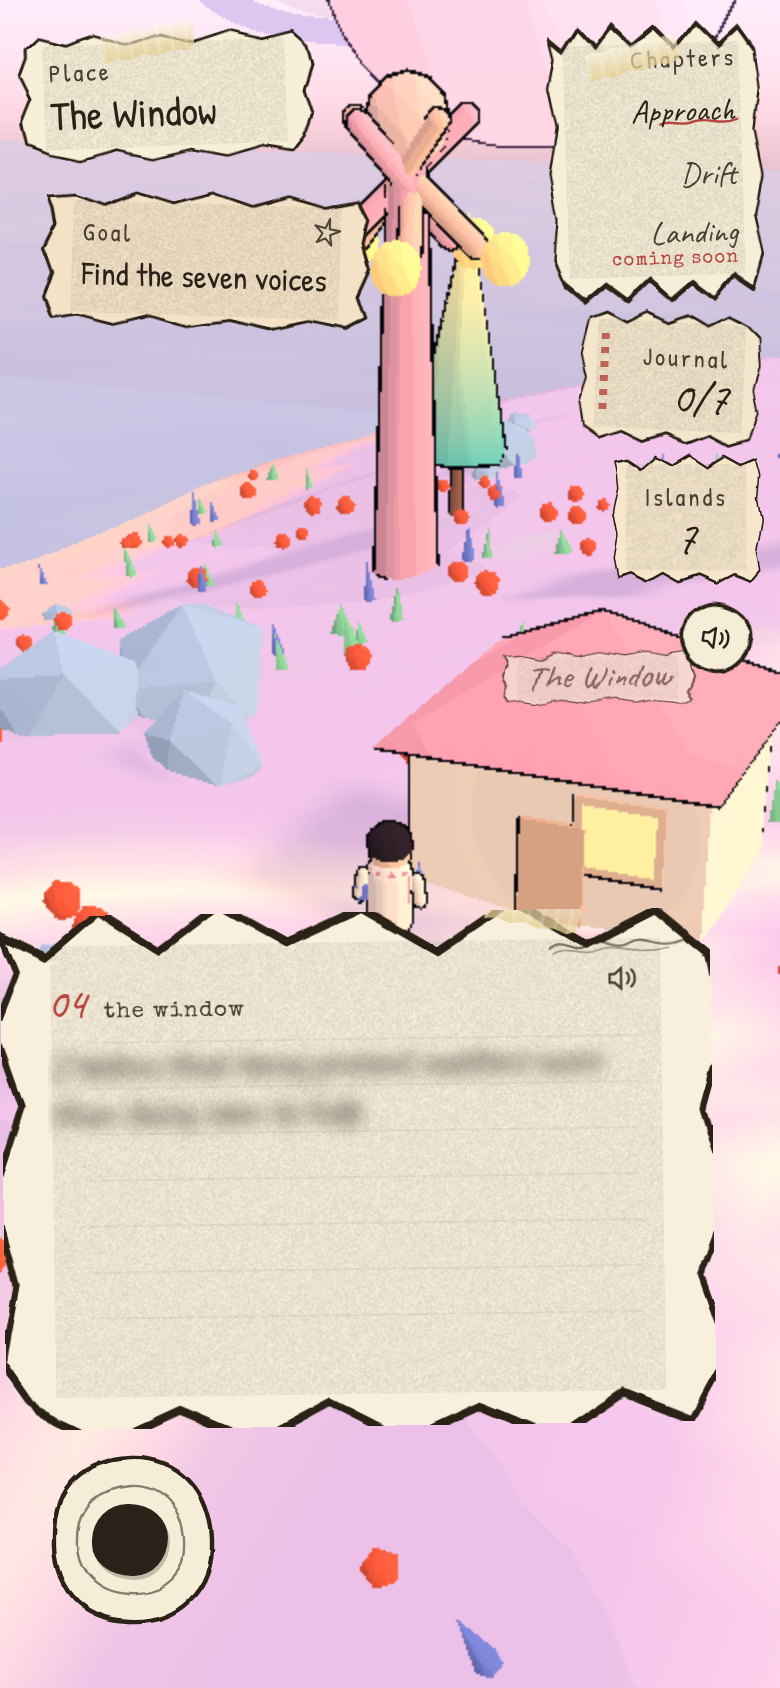 Place
The Window
Goal
Find the seven voices
Chapters
Approach
Drift
Landing
coming soon
Journal
0/7
Islands
7
The Window
04 the window